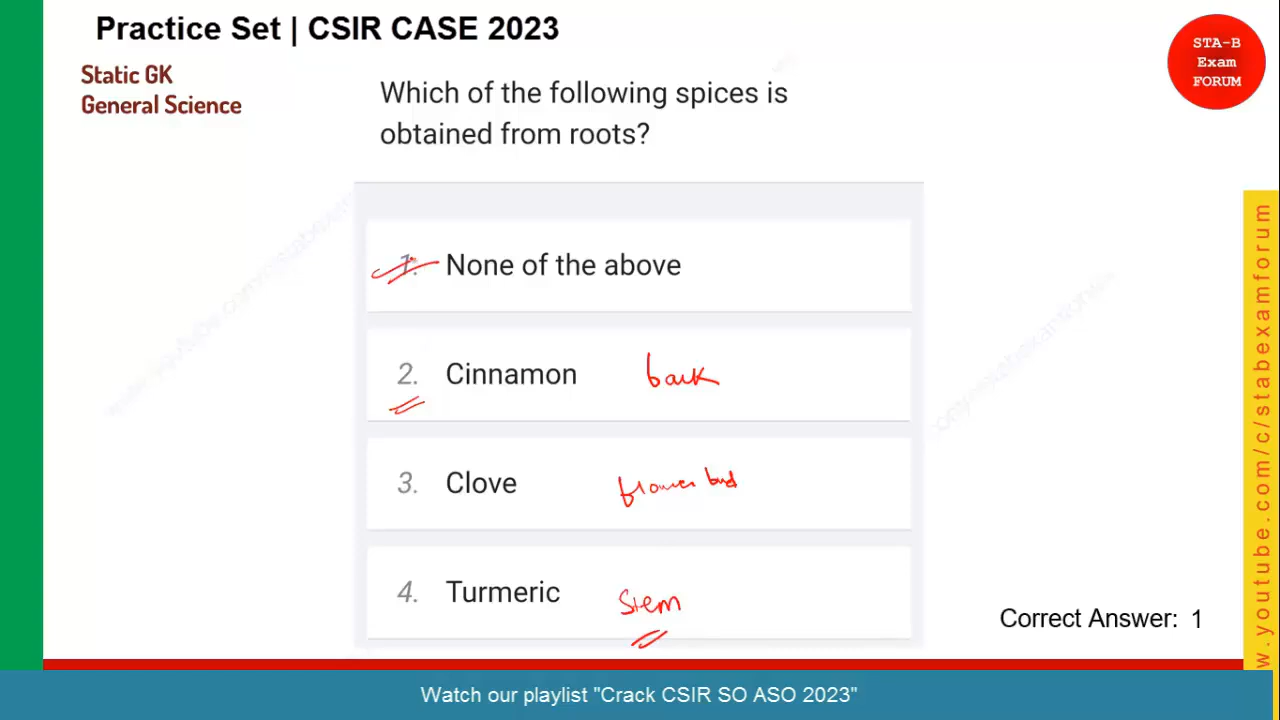 Practice Set | CSIR CASE 2023
STA-B
Exam
FORUM
Static GK
General Science
Which of the following spices is
obtained from roots?
1. None of the above
2. Cinnamon bark
3. Clove flower bud
4. Turmeric Stem
Correct Answer: 1
w.youtube.com/c/stabexamforum
Watch our playlist "Crack CSIR SO ASO 2023"